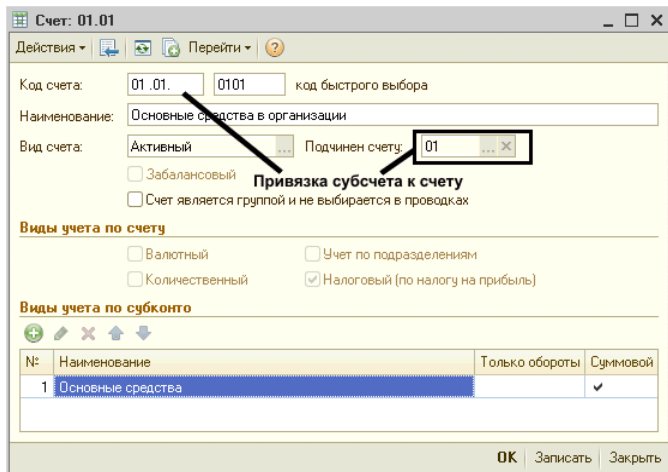 Счет: 01.01
Действия Перейти
Код счета: 01 .01. 0101 код быстрого выбора
Наименование: Основные средства в организации
Вид счета: Активный ... Подчинен счету: 01 ...
Забалансовый
Привязка субсчета к счету
Счет является группой и не выбирается в проводках
Виды учета по счету
Валютный Учет по подразделениям
Количественный Налоговый (по налогу на прибыль)
Виды учета по субконто
№ Наименование Только обороты Суммовой
1 Основные средства
OK Записать Закрыть